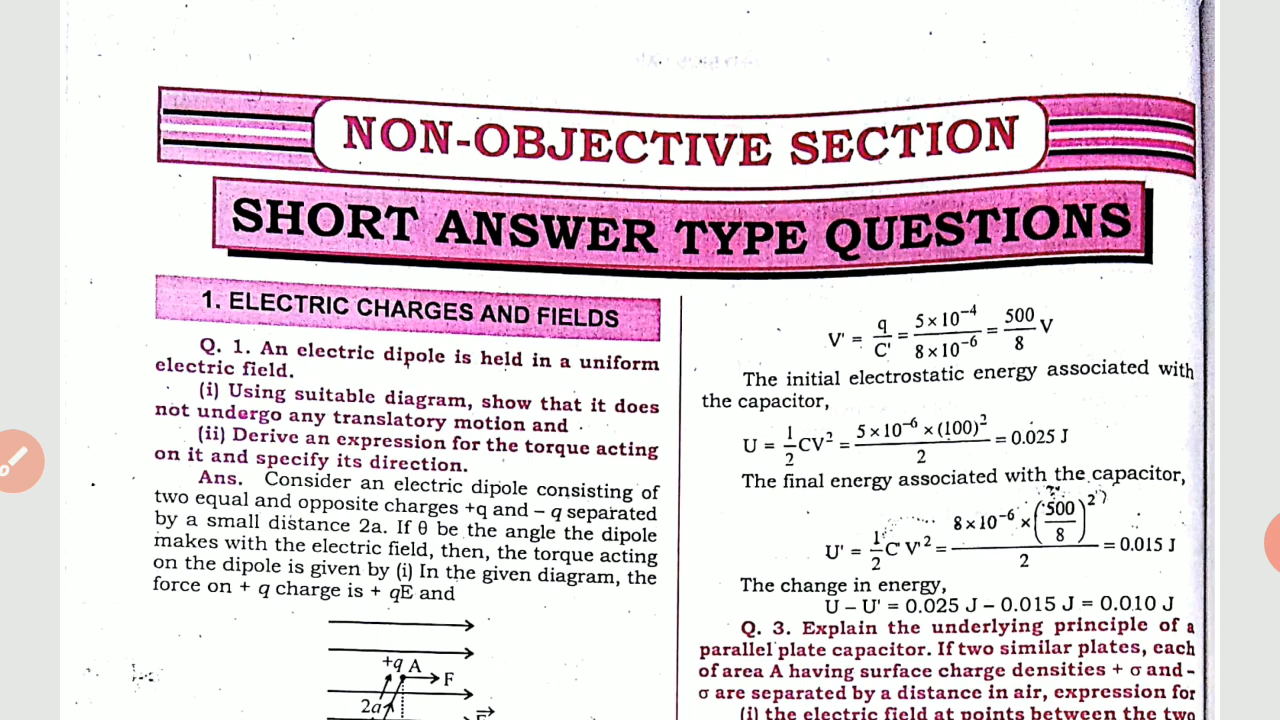 NON-OBJECTIVE SECTION
SHORT ANSWER TYPE QUESTIONS
1. ELECTRIC CHARGES AND FIELDS
Q. 1. An electric dipole is held in a uniform
electric field.
(i) Using suitable diagram, show that it does
not undergo any translatory motion and
(ii) Derive an expression for the torque acting
on it and specify its direction.
Ans. Consider an electric dipole consisting of
two equal and opposite charges +q and – q separated
by a small distance 2a. If θ be the angle the dipole
makes with the electric field, then, the torque acting
on the dipole is given by (i) In the given diagram, the
force on + q charge is + qE and
+q A
F
2a
V' = q/C' = 5×10⁻⁴/8×10⁻⁶ = 500/8 V
The initial electrostatic energy associated with
the capacitor,
U = 1/2 CV² = 5×10⁻⁶×(100)²/2 = 0.025 J
The final energy associated with the capacitor,
U' = 1/2 C' V'² = 8×10⁻⁶×(500/8)²/2 = 0.015 J
The change in energy,
U – U' = 0.025 J – 0.015 J = 0.010 J
Q. 3. Explain the underlying principle of a
parallel plate capacitor. If two similar plates, each
of area A having surface charge densities + σ and –
σ are separated by a distance in air, expression for
(i) the electric field at points between the two